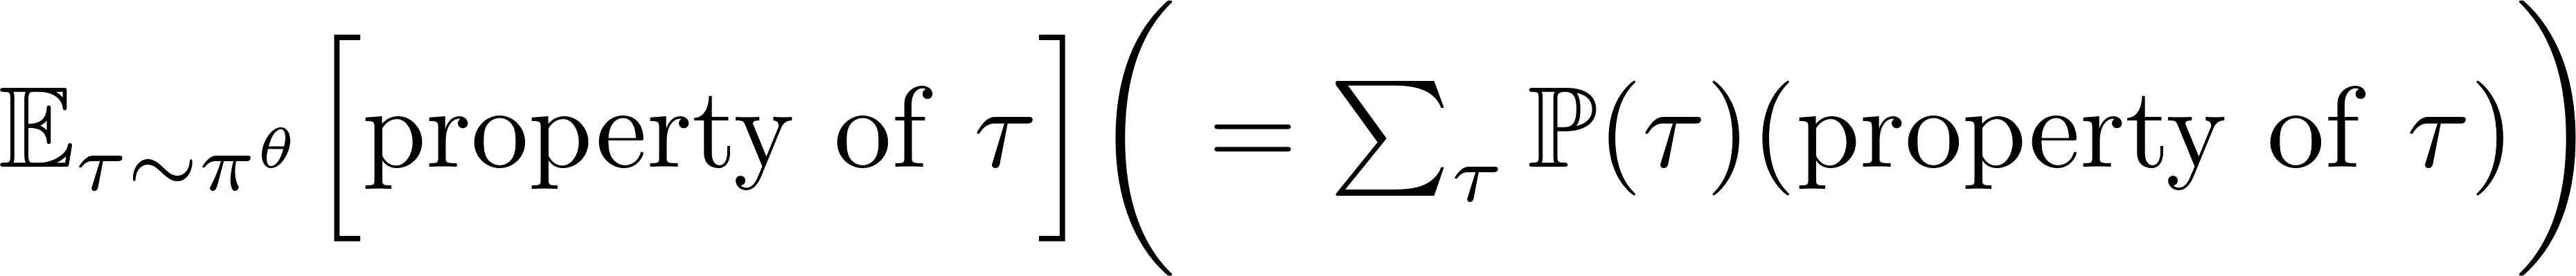 𝔼_{τ∼π^θ} [property of τ] (= ∑_τ ℙ(τ)(property of τ))